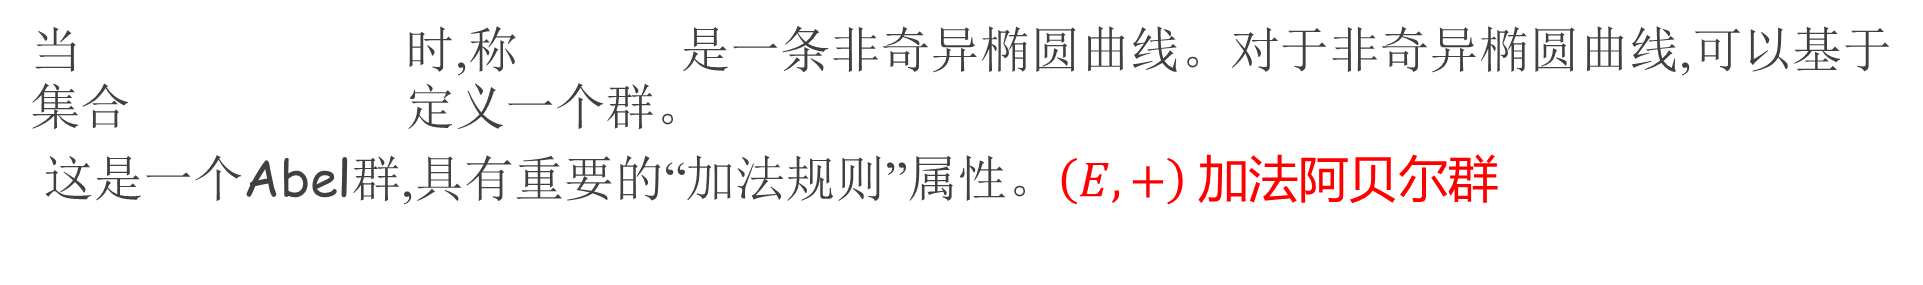 当 时,称 是一条非奇异椭圆曲线。对于非奇异椭圆曲线,可以基于
集合 定义一个群。
这是一个Abel群,具有重要的“加法规则”属性。(E,+) 加法阿贝尔群